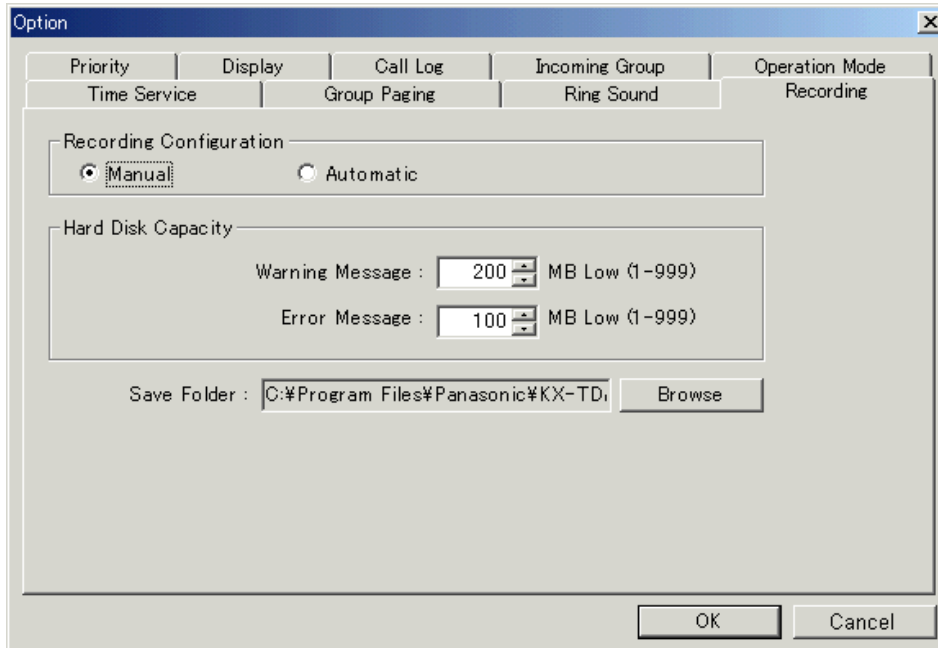 Option
Priority Display Call Log Incoming Group Operation Mode
Time Service Group Paging Ring Sound Recording
Recording Configuration
Manual Automatic
Hard Disk Capacity
Warning Message : 200 MB Low (1-999)
Error Message : 100 MB Low (1-999)
Save Folder : C:¥Program Files¥Panasonic¥KX-TD Browse
OK Cancel